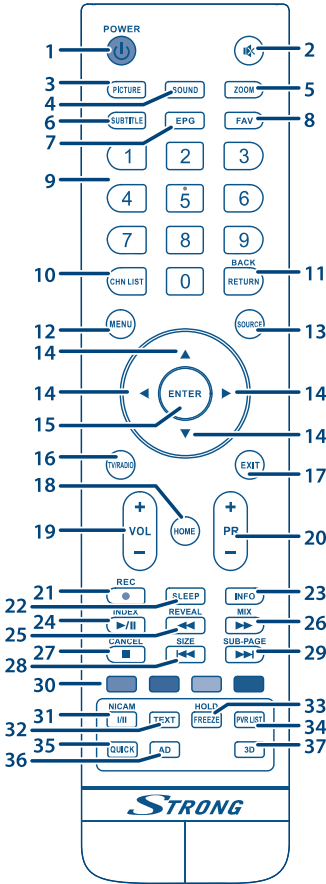 POWER
1
2
3 PICTURE SOUND ZOOM 5
4
6 SUBTITLE EPG FAV 8
7
1 2 3
9
4 5 6
7 8 9
BACK
10 CHN LIST 0 RETURN 11
12 MENU SOURCE 13
14
14 ENTER 14
15
14
16 TV/RADIO EXIT 17
18
19 + VOL − HOME + PR − 20
REC
21 SLEEP INFO 23
22
INDEX REVEAL MIX
24 ▶/II ◀◀ ▶▶ 26
25
CANCEL SIZE SUB-PAGE
27 ■ I◀◀ ▶▶I 29
28
30
NICAM HOLD 33
31 I/II TEXT FREEZE PVR LIST 34
32
35 QUICK AD 3D 37
36
STRONG